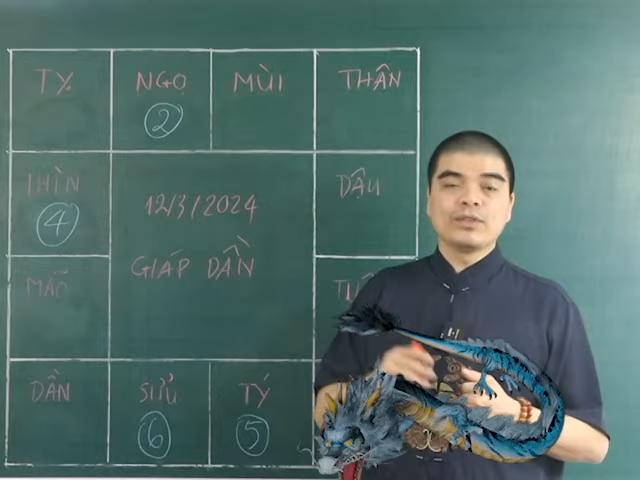 TỴ NGỌ MÙI THÂN
②
THÌN DẬU
④
12/3/2024
GIÁP DẦN
MÃO
DẦN SỬU TÝ
⑥ ⑤